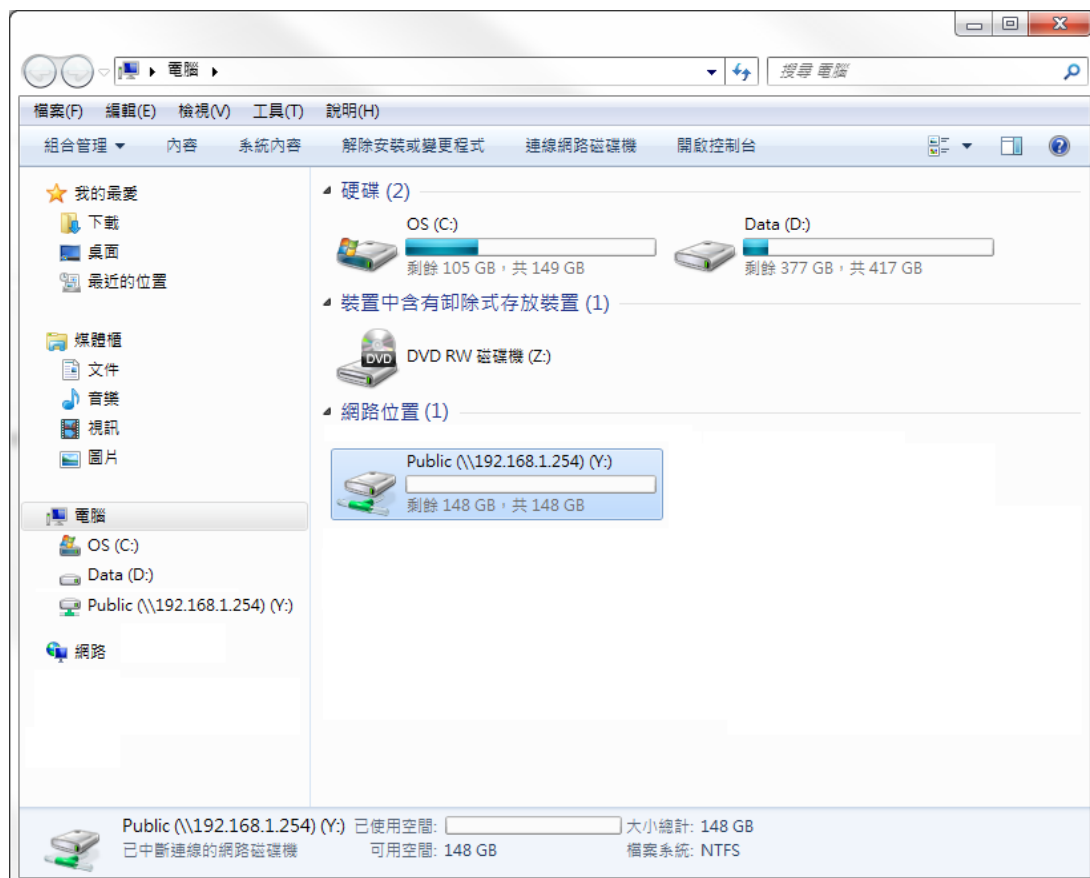 電腦
搜尋 電腦
檔案(F) 編輯(E) 檢視(V) 工具(T) 說明(H)
組合管理 內容 系統內容 解除安裝或變更程式 連線網路磁碟機 開啟控制台
我的最愛
下載
桌面
最近的位置
媒體櫃
文件
音樂
視訊
圖片
電腦
OS (C:)
Data (D:)
Public (\\192.168.1.254) (Y:)
網路
硬碟 (2)
OS (C:)
剩餘 105 GB，共 149 GB
Data (D:)
剩餘 377 GB，共 417 GB
裝置中含有卸除式存放裝置 (1)
DVD
DVD RW 磁碟機 (Z:)
網路位置 (1)
Public (\\192.168.1.254) (Y:)
剩餘 148 GB，共 148 GB
Public (\\192.168.1.254) (Y:) 已使用空間: 大小總計: 148 GB
已中斷連線的網路磁碟機 可用空間: 148 GB 檔案系統: NTFS